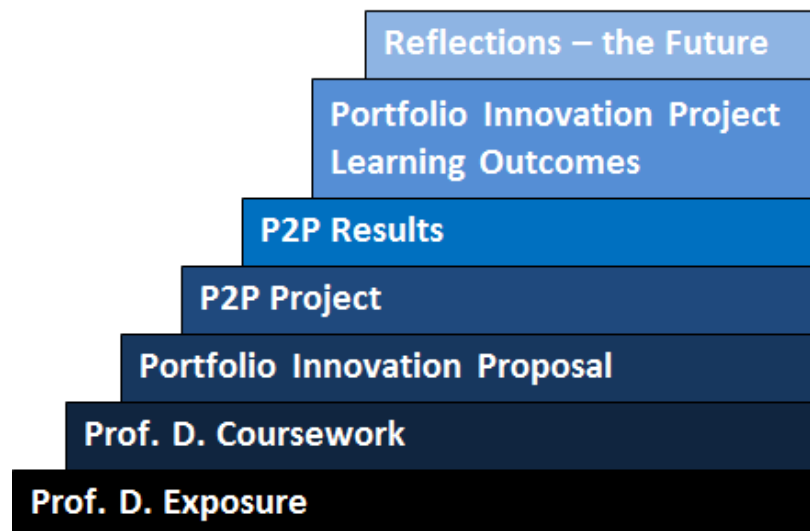 Reflections – the Future
Portfolio Innovation Project
Learning Outcomes
P2P Results
P2P Project
Portfolio Innovation Proposal
Prof. D. Coursework
Prof. D. Exposure